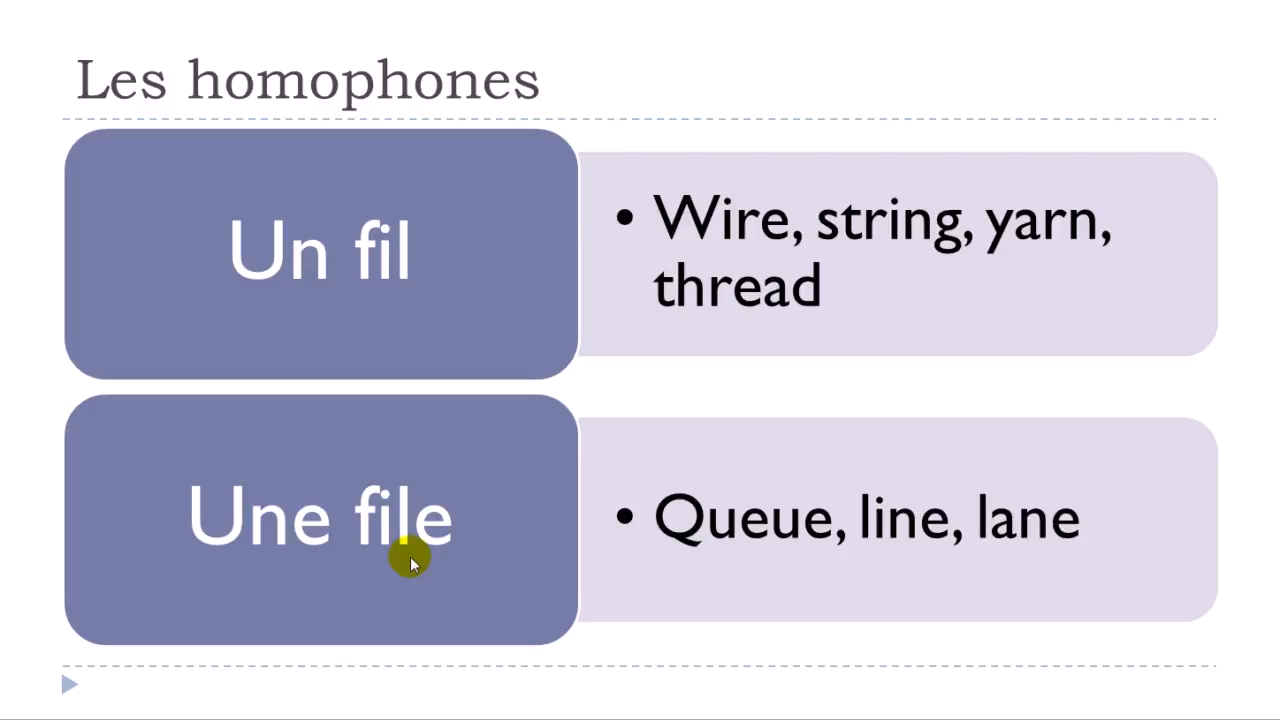 Les homophones
Un fil
• Wire, string, yarn,
thread
Une file
• Queue, line, lane